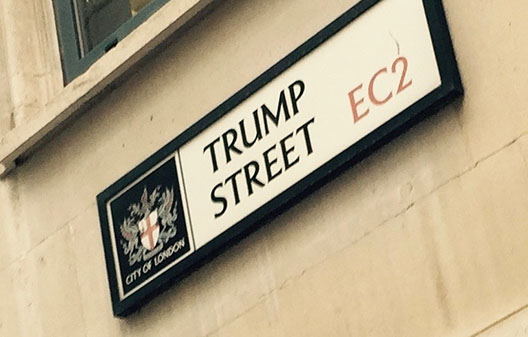 TRUMP
STREET
EC2
CITY OF LONDON